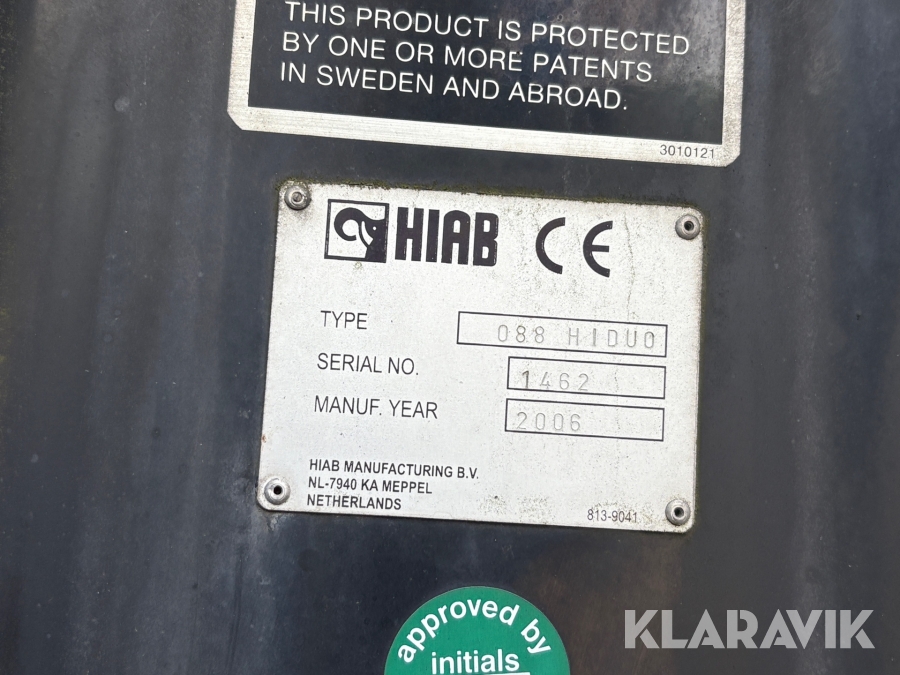 THIS PRODUCT IS PROTECTED
BY ONE OR MORE PATENTS
IN SWEDEN AND ABROAD.
3010121
HIAB CE
TYPE 088 HIDUO
SERIAL NO. 1462
MANUF. YEAR 2006
HIAB MANUFACTURING B.V.
NL-7940 KA MEPPEL
NETHERLANDS
813-9041
approved by
initials
KLARAVIK